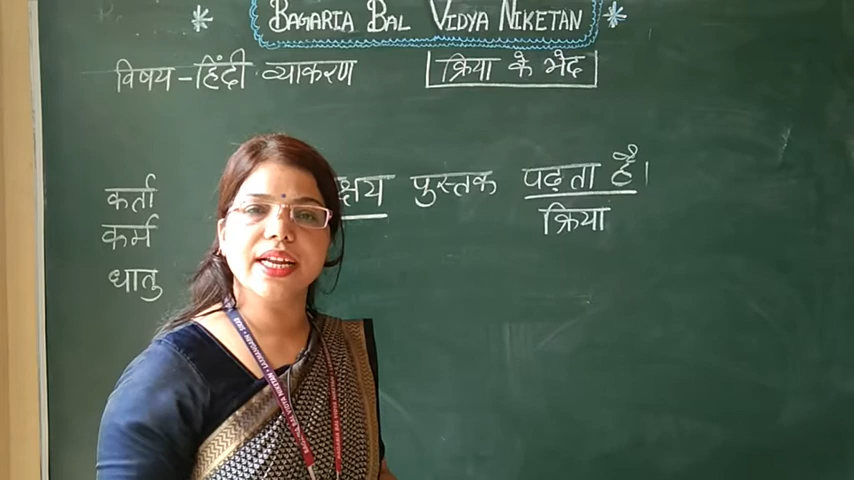 BAGARIA BAL VIDYA NIKETAN
विषय - हिंदी व्याकरण
क्रिया के भेद
पुस्तक पढ़ता है।
क्रिया
कर्ता
कर्म
धातु